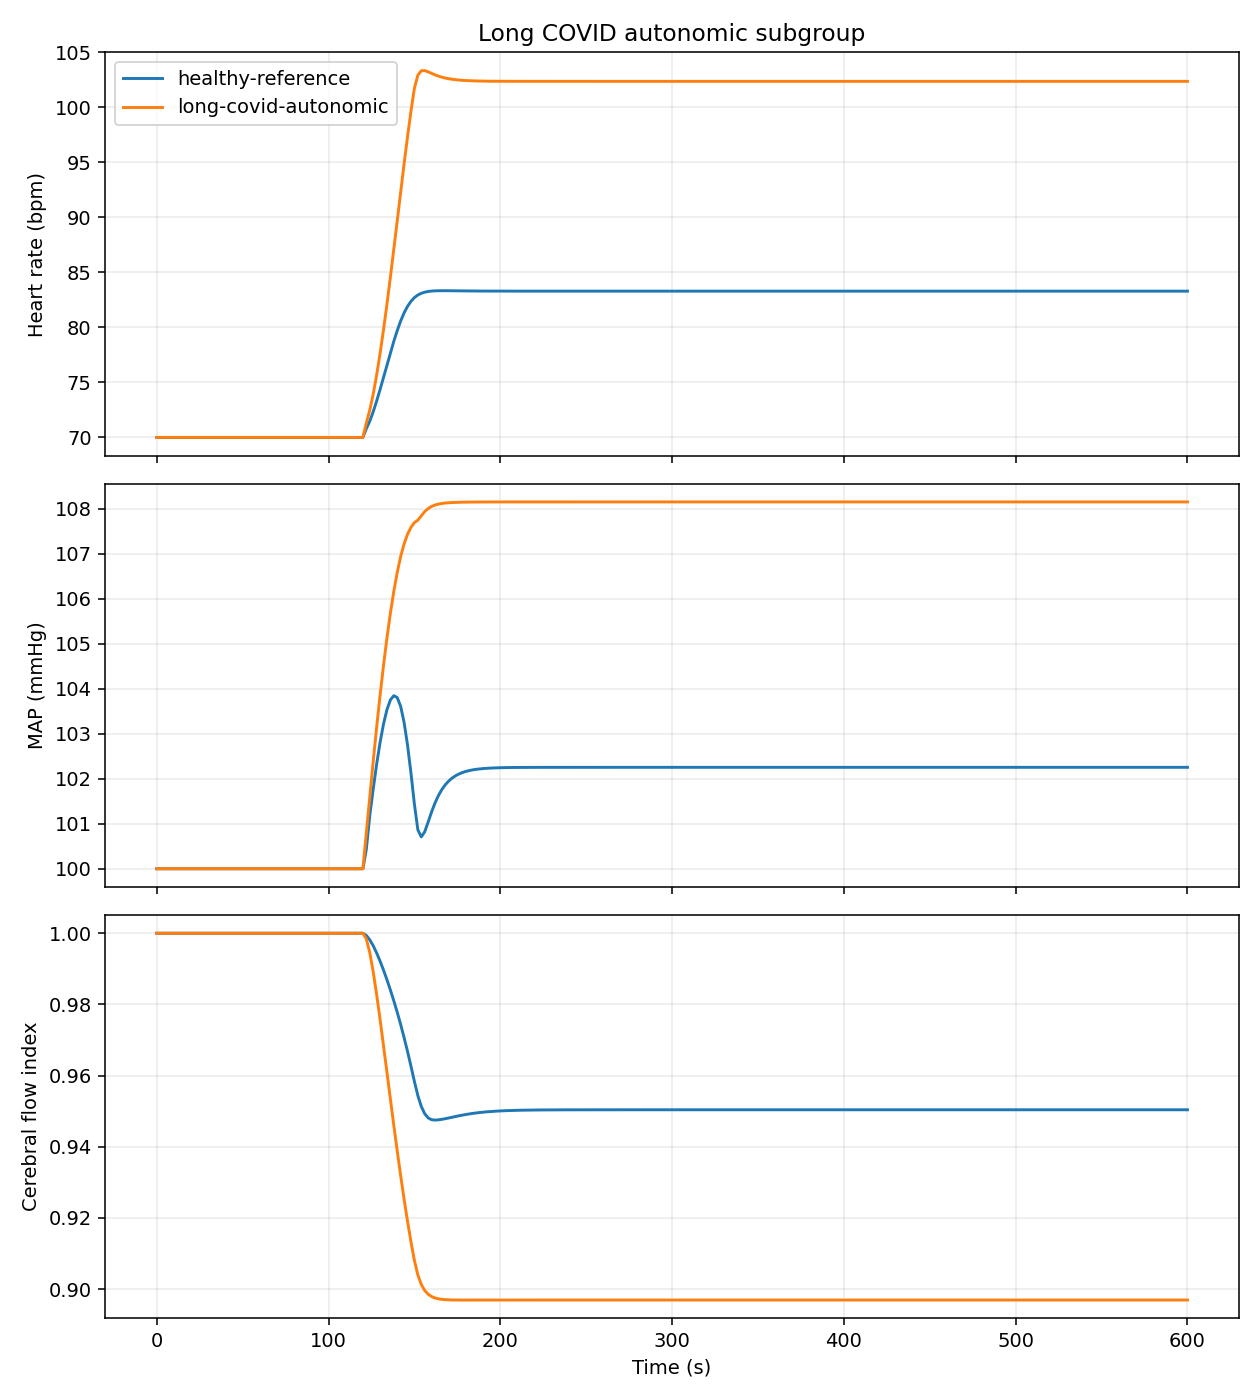 Long COVID autonomic subgroup
105
100
95
90
85
80
75
70
Heart rate (bpm)
healthy-reference
long-covid-autonomic
108
107
106
105
104
103
102
101
100
MAP (mmHg)
1.00
0.98
0.96
0.94
0.92
0.90
Cerebral flow index
0 100 200 300 400 500 600
Time (s)